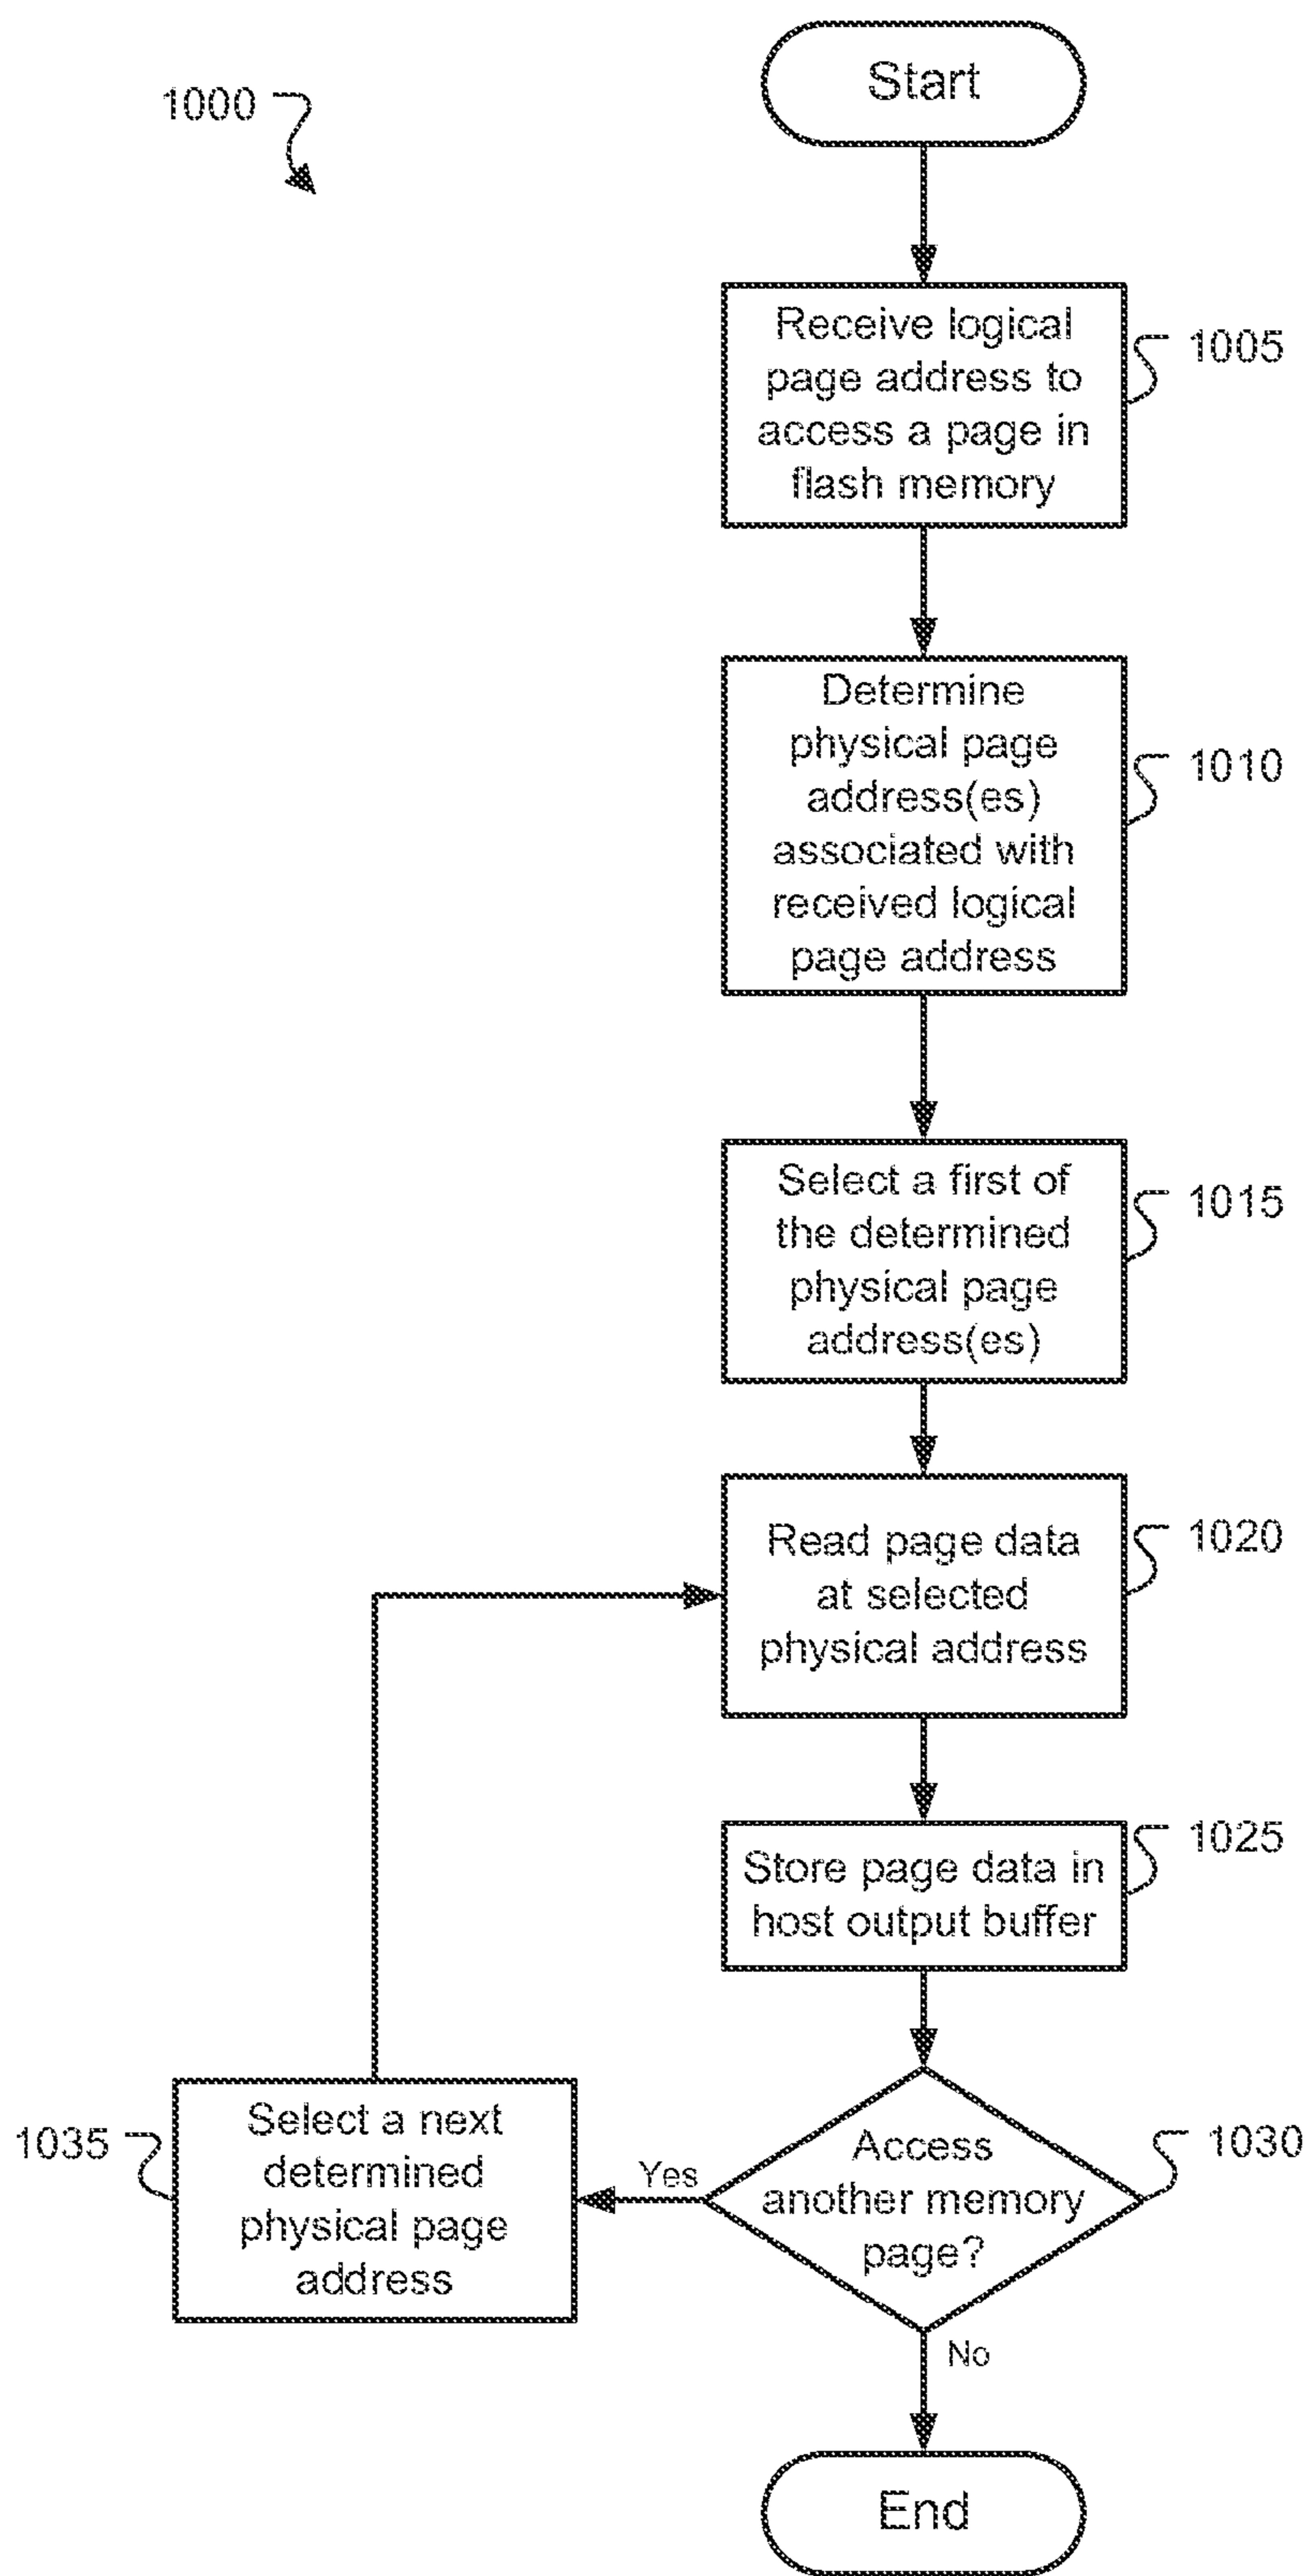 1000
Start
Receive logical
page address to
access a page in
flash memory
1005
Determine
physical page
address(es)
associated with
received logical
page address
1010
Select a first of
the determined
physical page
address(es)
1015
Read page data
at selected
physical address
1020
Store page data in
host output buffer
1025
Access
another memory
page?
1030
Yes
Select a next
determined
physical page
address
1035
No
End